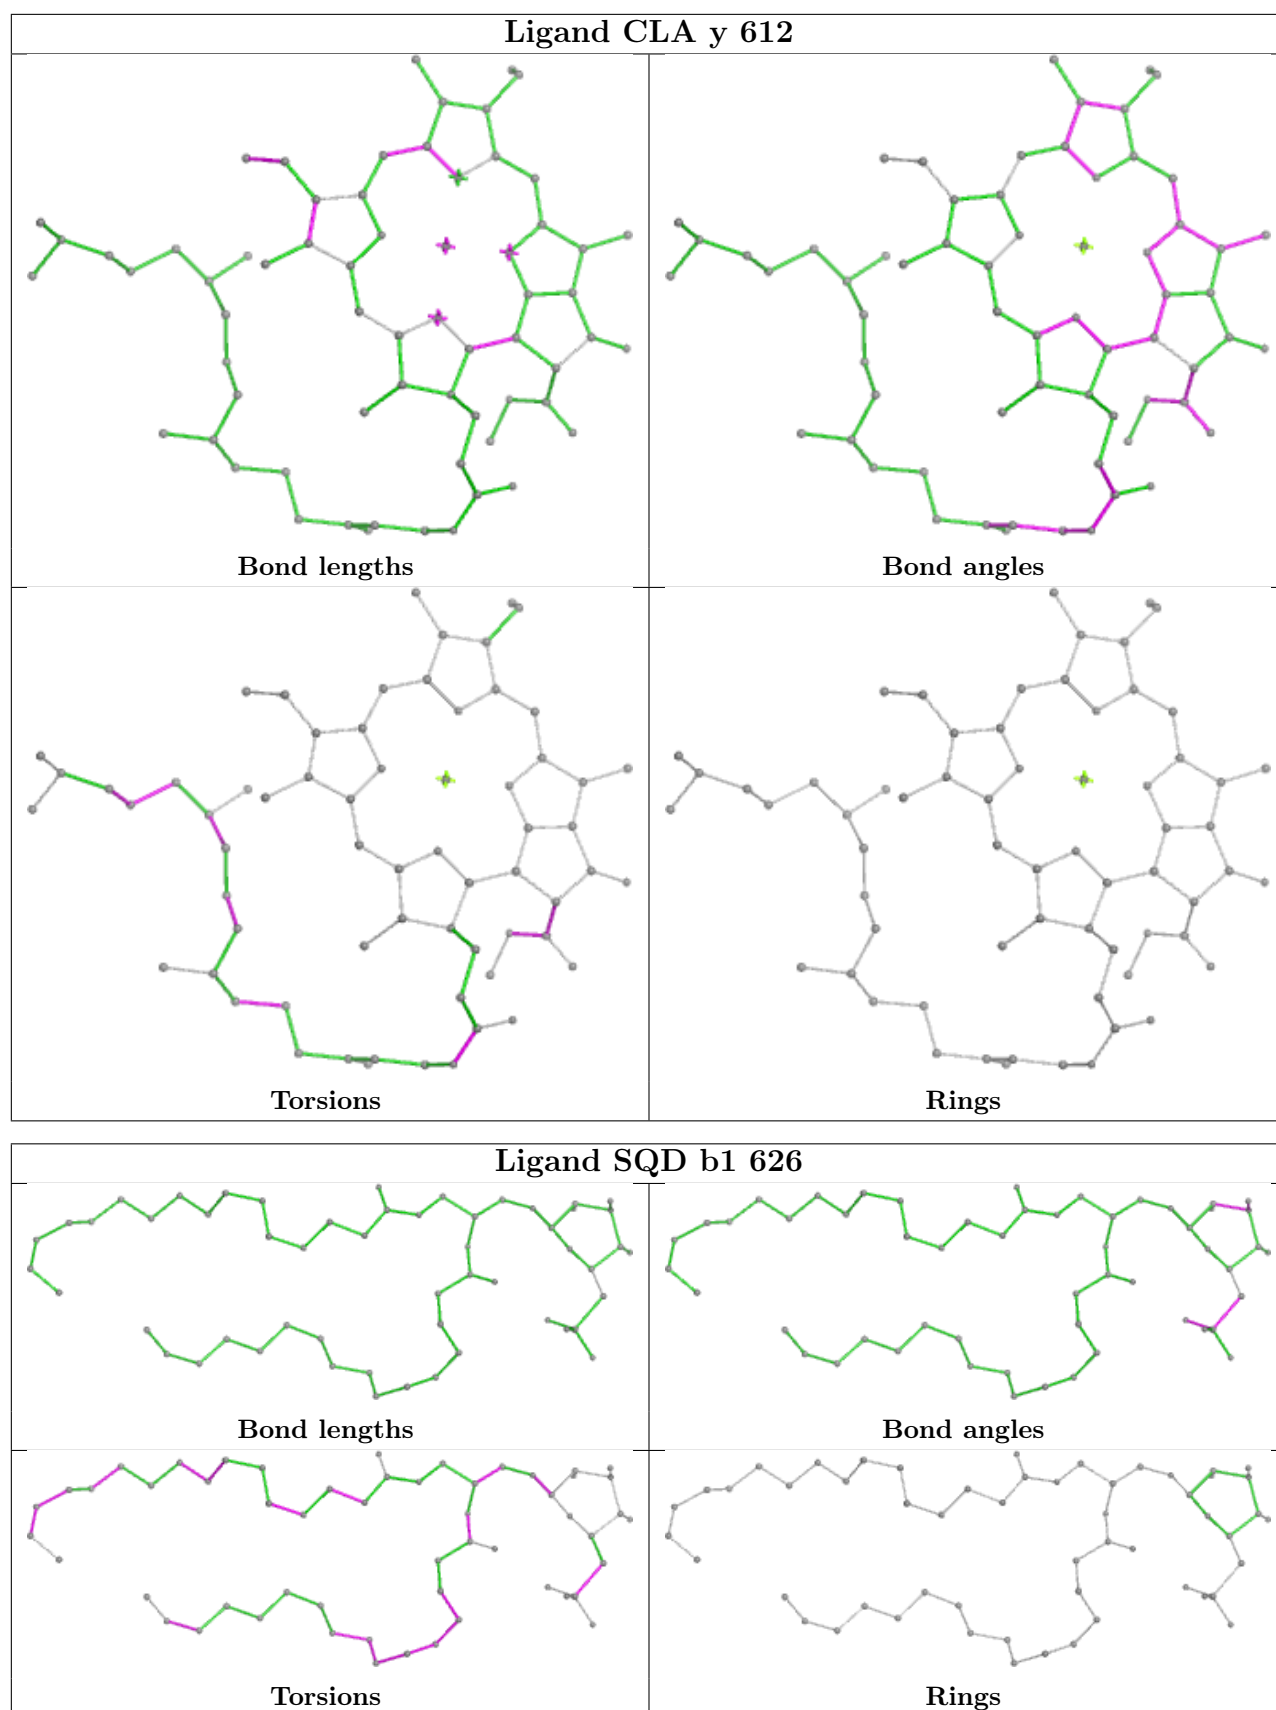 Ligand CLA y 612
Bond lengths
Bond angles
Torsions
Rings
Ligand SQD b1 626
Bond lengths
Bond angles
Torsions
Rings